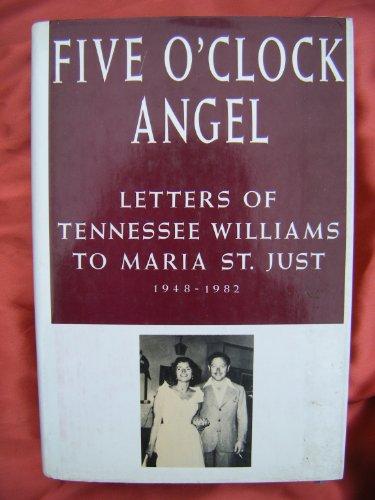 FIVE O'CLOCK
ANGEL
LETTERS OF
TENNESSEE WILLIAMS
TO MARIA ST. JUST
1948-1982